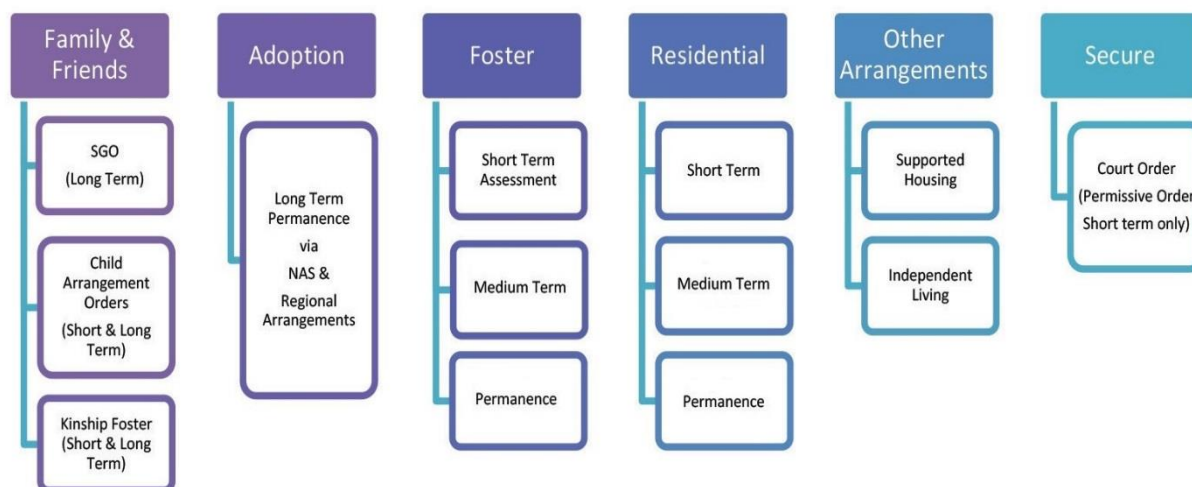 Family &
Friends
SGO
(Long Term)
Child
Arrangement
Orders
(Short & Long
Term)
Kinship Foster
(Short & Long
Term)
Adoption
Long Term
Permanence
via
NAS &
Regional
Arrangements
Foster
Short Term
Assessment
Medium Term
Permanence
Residential
Short Term
Medium Term
Permanence
Other
Arrangements
Supported
Housing
Independent
Living
Secure
Court Order
(Permissive Order
Short term only)